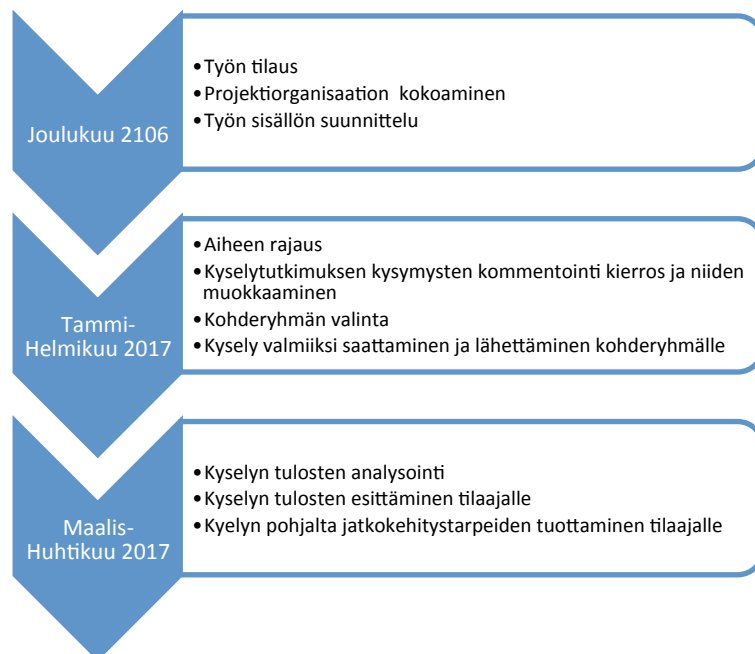 Joulukuu 2106
•Työn tilaus
•Projektiorganisaation kokoaminen
•Työn sisällön suunnittelu
Tammi-
Helmikuu 2017
•Aiheen rajaus
•Kyselytutkimuksen kysymysten kommentointi kierros ja niiden
muokkaaminen
•Kohderyhmän valinta
•Kysely valmiiksi saattaminen ja lähettäminen kohderyhmälle
Maalis-
Huhtikuu 2017
•Kyselyn tulosten analysointi
•Kyselyn tulosten esittäminen tilaajalle
•Kyelyn pohjalta jatkokehitystarpeiden tuottaminen tilaajalle